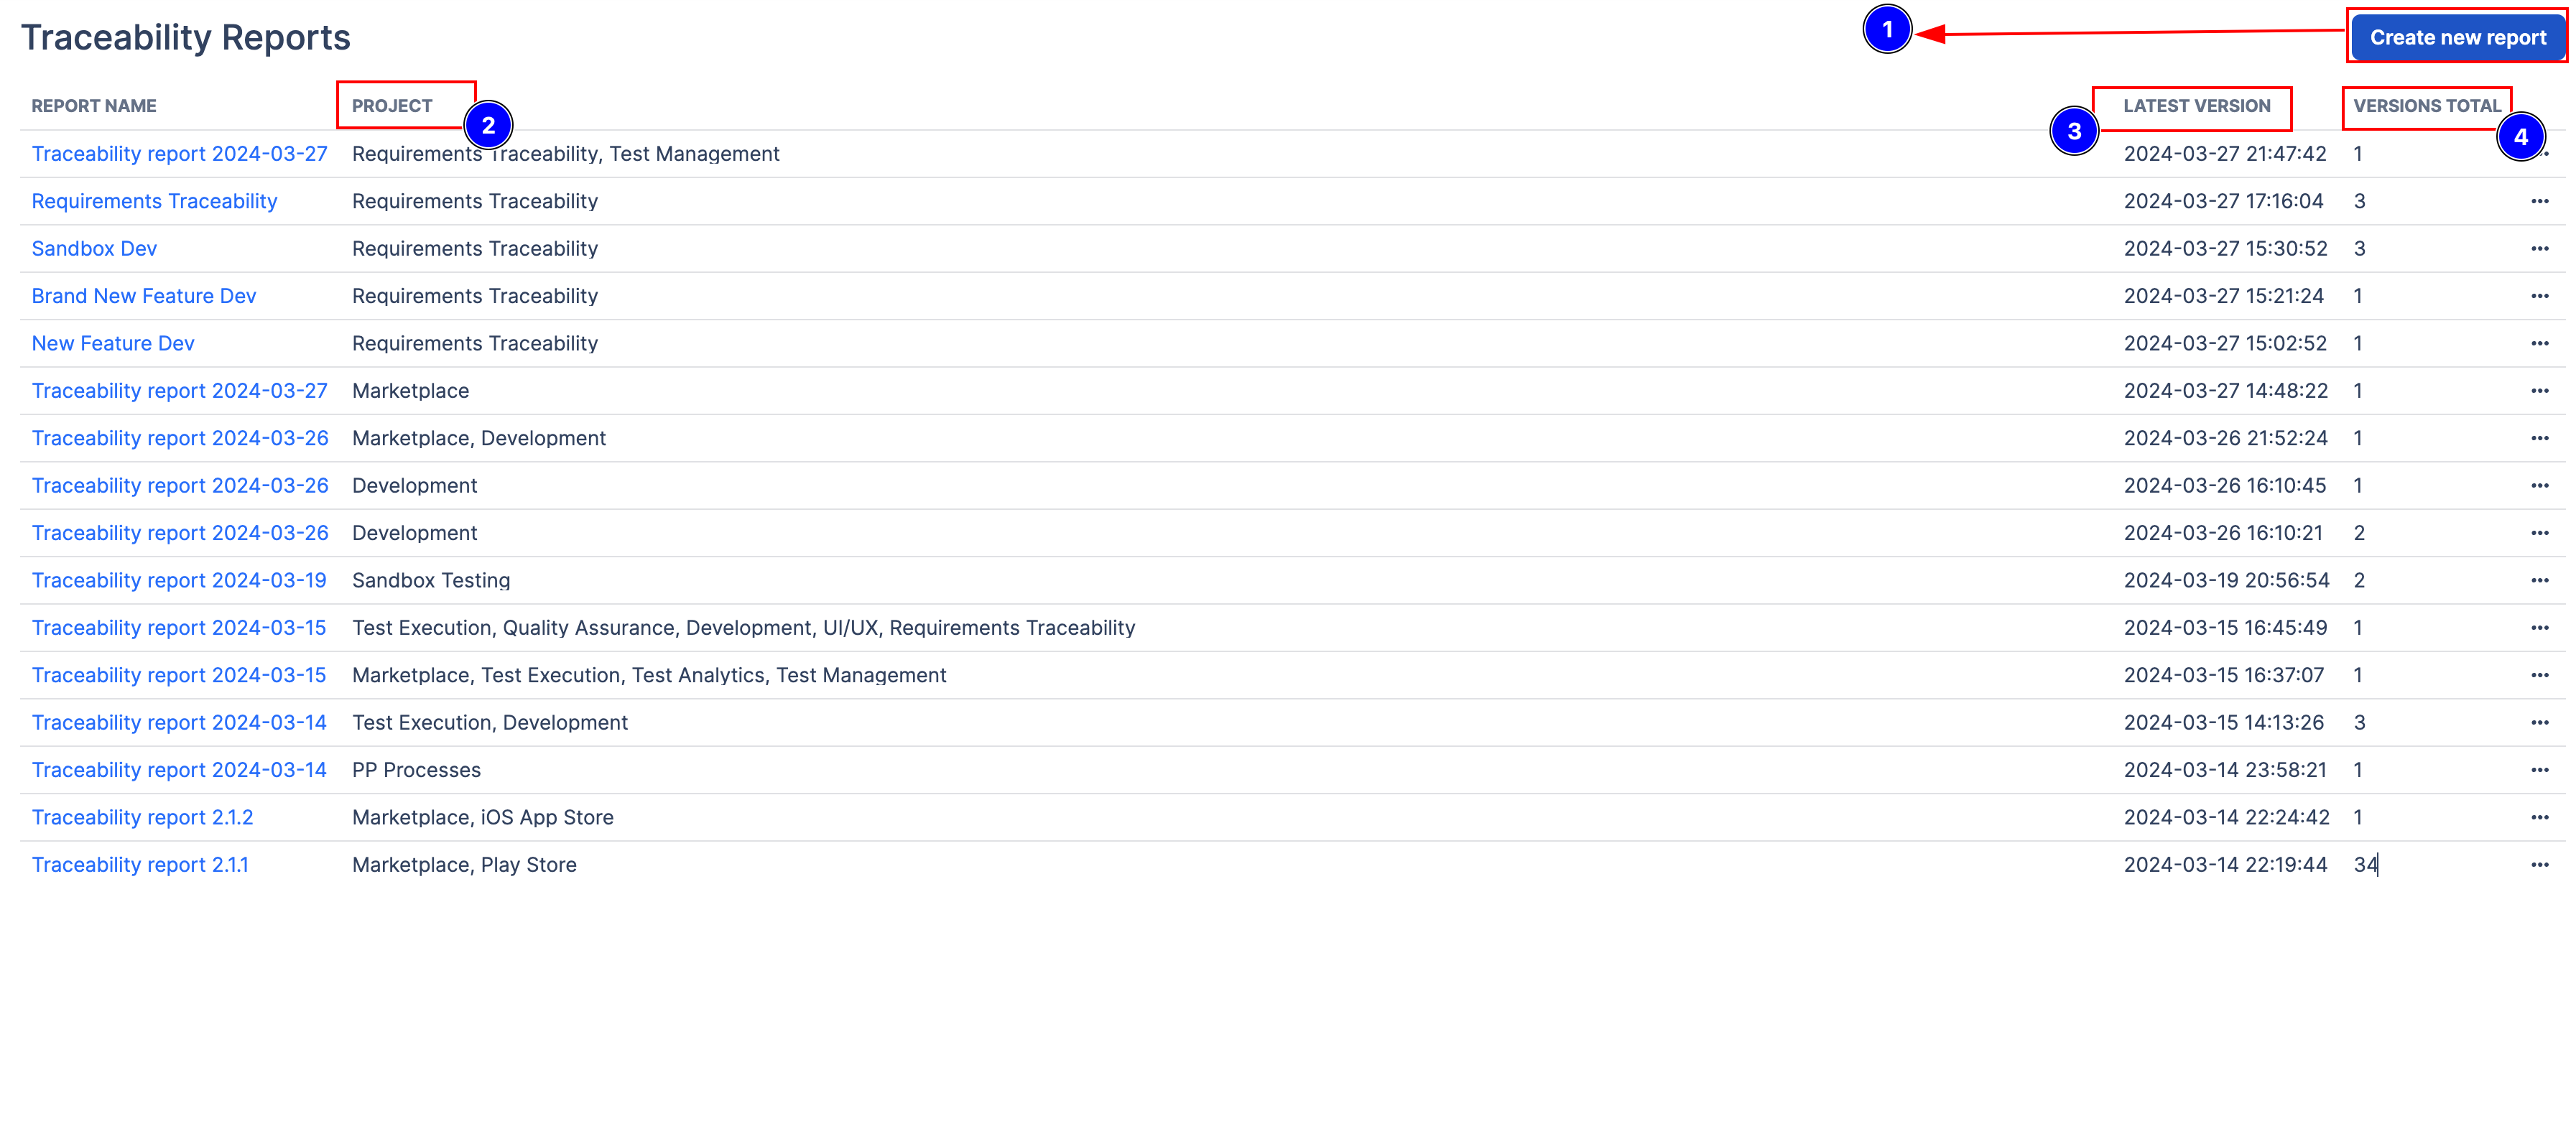 Traceability Reports 1 Create new report
REPORT NAME PROJECT 2 3 LATEST VERSION VERSIONS TOTAL 4
Traceability report 2024-03-27 Requirements Traceability, Test Management 2024-03-27 21:47:42 1
Requirements Traceability Requirements Traceability 2024-03-27 17:16:04 3 •••
Sandbox Dev Requirements Traceability 2024-03-27 15:30:52 3 •••
Brand New Feature Dev Requirements Traceability 2024-03-27 15:21:24 1 •••
New Feature Dev Requirements Traceability 2024-03-27 15:02:52 1 •••
Traceability report 2024-03-27 Marketplace 2024-03-27 14:48:22 1 •••
Traceability report 2024-03-26 Marketplace, Development 2024-03-26 21:52:24 1 •••
Traceability report 2024-03-26 Development 2024-03-26 16:10:45 1 •••
Traceability report 2024-03-26 Development 2024-03-26 16:10:21 2 •••
Traceability report 2024-03-19 Sandbox Testing 2024-03-19 20:56:54 2 •••
Traceability report 2024-03-15 Test Execution, Quality Assurance, Development, UI/UX, Requirements Traceability 2024-03-15 16:45:49 1 •••
Traceability report 2024-03-15 Marketplace, Test Execution, Test Analytics, Test Management 2024-03-15 16:37:07 1 •••
Traceability report 2024-03-14 Test Execution, Development 2024-03-15 14:13:26 3 •••
Traceability report 2024-03-14 PP Processes 2024-03-14 23:58:21 1 •••
Traceability report 2.1.2 Marketplace, iOS App Store 2024-03-14 22:24:42 1 •••
Traceability report 2.1.1 Marketplace, Play Store 2024-03-14 22:19:44 34 •••